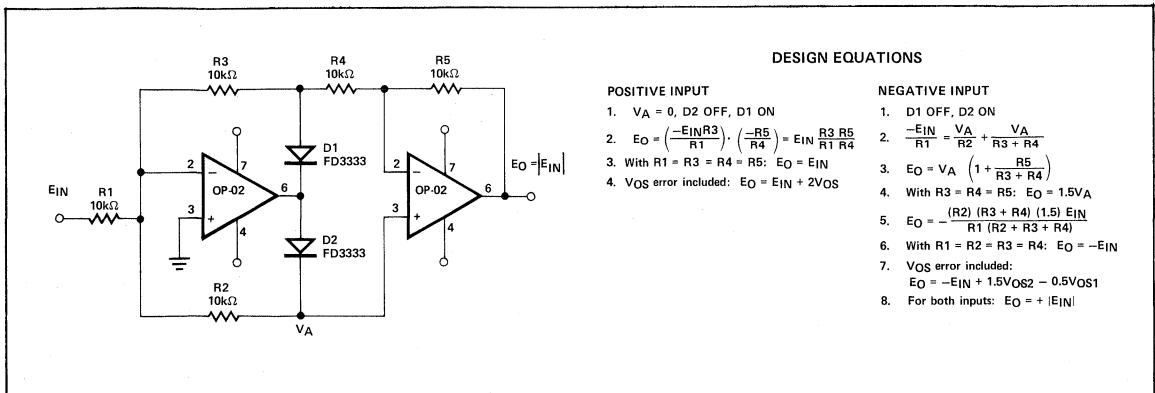 R3
10kΩ
R4
10kΩ
R5
10kΩ
7
D1
FD3333
7
2
−
OP-02
6
3
+
4
2
−
OP-02
6
3
+
4
EIN
R1
10kΩ
EO = |EIN|
D2
FD3333
R2
10kΩ
VA
DESIGN EQUATIONS
POSITIVE INPUT
1. VA = 0, D2 OFF, D1 ON
2. EO = (−EINR3 / R1) · (−R5 / R4) = EIN R3 R5 / R1 R4
3. With R1 = R3 = R4 = R5: EO = EIN
4. VOS error included: EO = EIN + 2VOS
NEGATIVE INPUT
1. D1 OFF, D2 ON
2. −EIN / R1 = VA / R2 + VA / R3 + R4
3. EO = VA (1 + R5 / R3 + R4)
4. With R3 = R4 = R5: EO = 1.5VA
5. EO = − (R2) (R3 + R4) (1.5) EIN / R1 (R2 + R3 + R4)
6. With R1 = R2 = R3 = R4: EO = −EIN
7. VOS error included:
EO = −EIN + 1.5VOS2 − 0.5VOS1
8. For both inputs: EO = + |EIN|